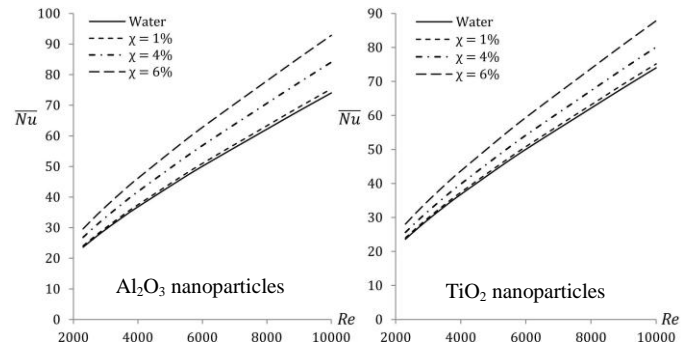 100
90
80
70
60
50
40
30
20
10
0
N̅u̅
Water
χ = 1%
χ = 4%
χ = 6%
Al₂O₃ nanoparticles
2000 4000 6000 8000 10000
Re
90
80
70
60
50
40
30
20
10
0
N̅u̅
Water
χ = 1%
χ = 4%
χ = 6%
TiO₂ nanoparticles
2000 4000 6000 8000 10000
Re